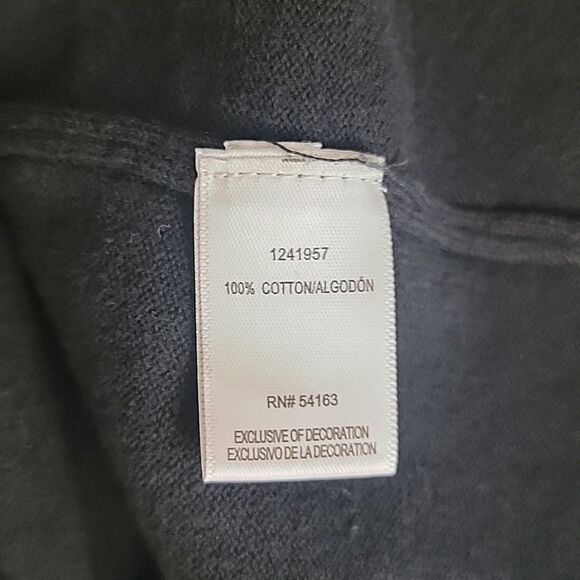 1241957
100% COTTON/ALGODÓN
RN# 54163
EXCLUSIVE OF DECORATION
EXCLUSIVO DE LA DECORATION